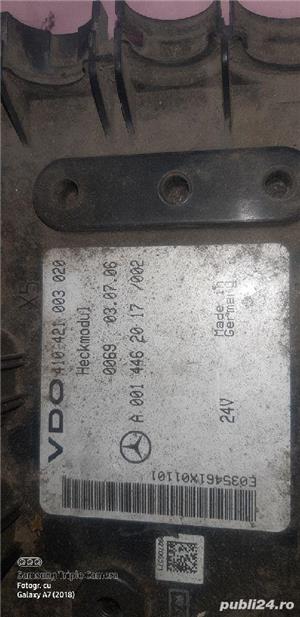 X5
VDO 410.421 003 020
Heckmodul
0069 03.07.06
A 001 446 20 17 /002
Made in
Germany
24V
E035461X01101
Samsung Triple Camera
Fotogr. cu
Galaxy A7 (2018)
publi24.ro